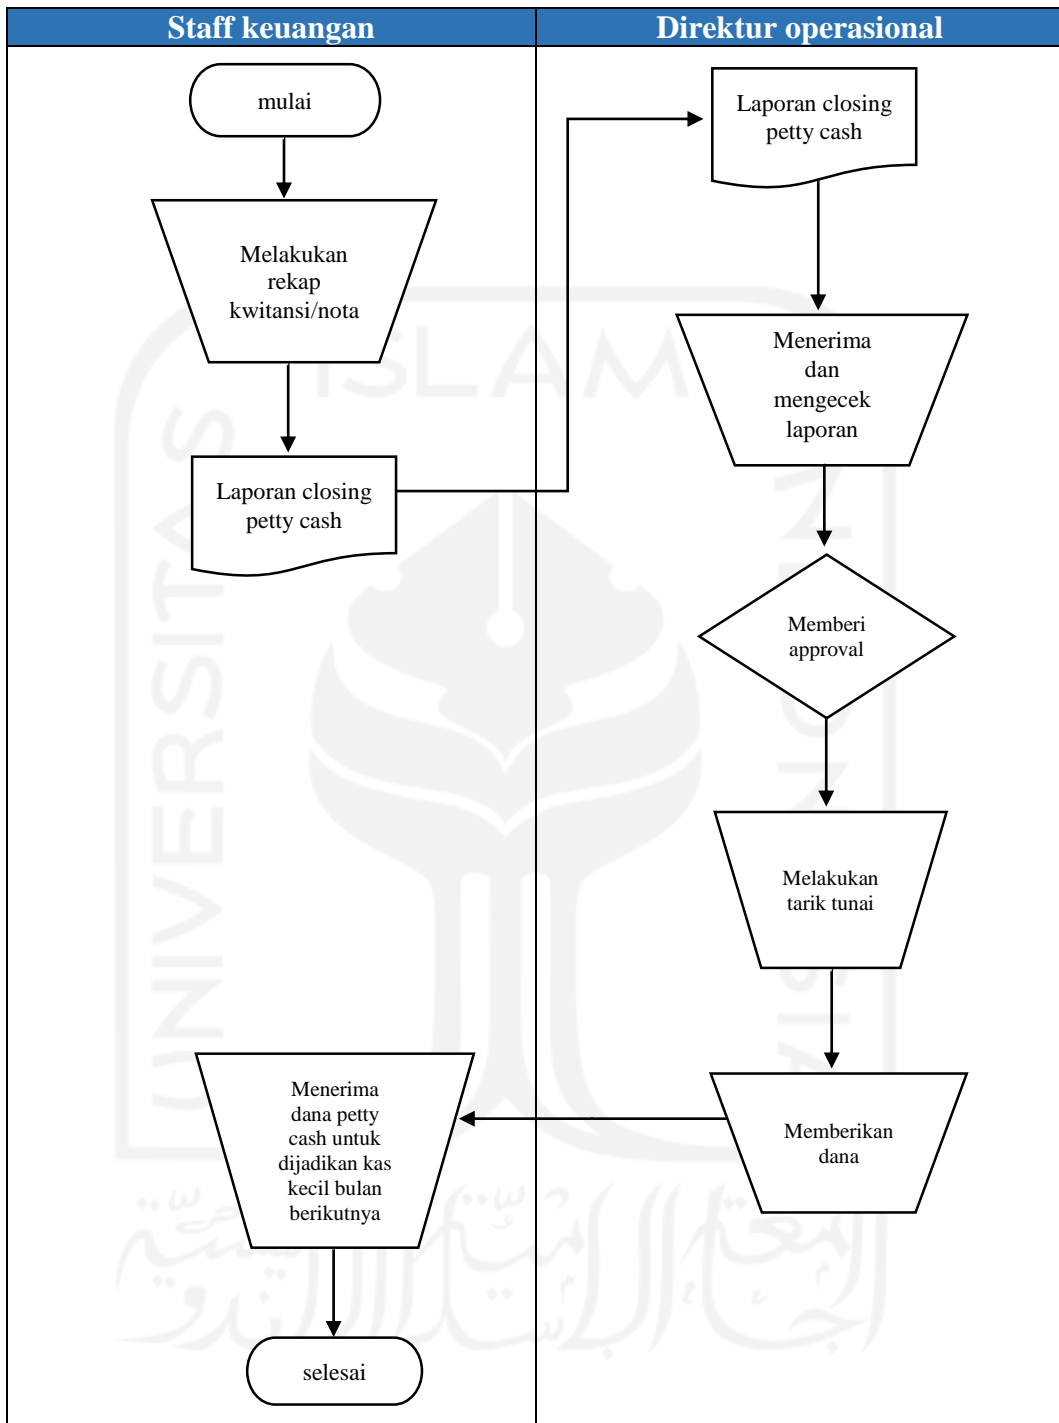 Staff keuangan
Direktur operasional
mulai
Melakukan
rekap
kwitansi/nota
Laporan closing
petty cash
Laporan closing
petty cash
Menerima
dan
mengecek
laporan
Memberi
approval
Melakukan
tarik tunai
Memberikan
dana
Menerima
dana petty
cash untuk
dijadikan kas
kecil bulan
berikutnya
selesai
UNIVERSITAS
ISLAM